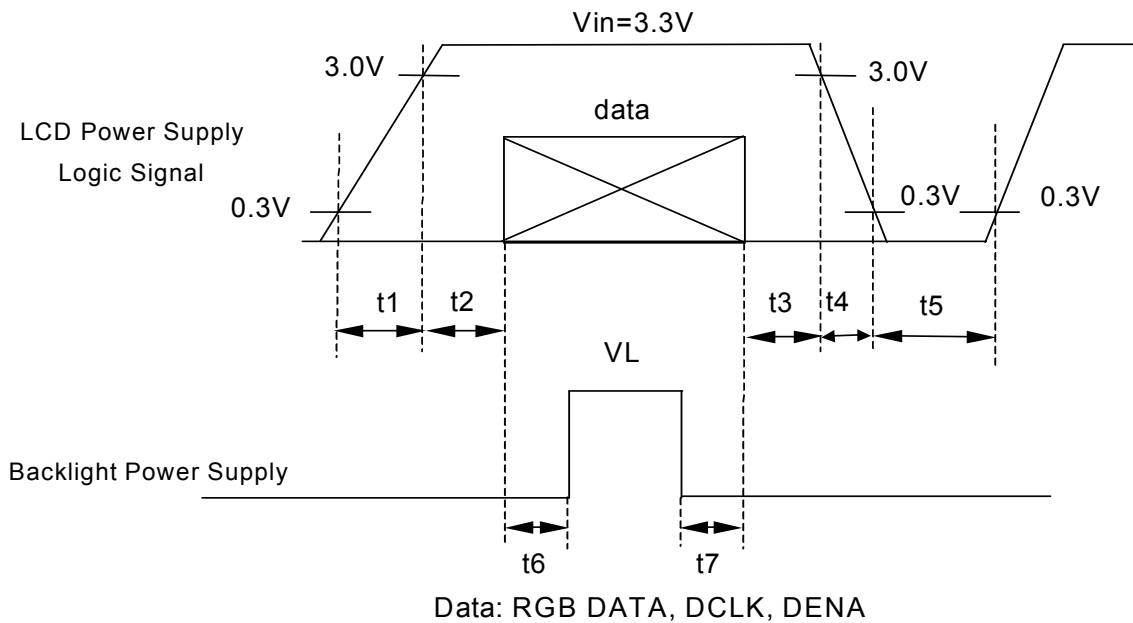 Vin=3.3V
3.0V
3.0V
LCD Power Supply
Logic Signal
data
0.3V
0.3V
0.3V
t1
t2
t3
t4
t5
VL
Backlight Power Supply
t6
t7
Data: RGB DATA, DCLK, DENA